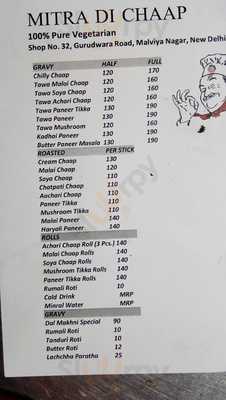 MITRA DI CHAAP
100% Pure Vegetarian
Shop No. 32, Gurudwara Road, Malviya Nagar, New Delhi
GRAVY HALF FULL
Chilly Chaap 120 170
Tawa Malai Chaap 120 160
Tawa Soya Chaap 120 160
Tawa Achari Chaap 120 160
Tawa Paneer Tikka 130 190
Tawa Paneer 130 190
Tawa Mushroom 120 160
Kadhai Paneer 130 190
Butter Paneer Masala 130 190
ROASTED PER STICK
Cream Chaap 130
Malai Chaap 120
Soya Chaap 110
Chatpati Chaap 110
Aachari Chaap 110
Paneer Tikka 110
Mushroom Tikka 110
Malai Paneer 140
Haryali Paneer 140
ROLLS
Achari Chaap Roll (3 Pcs.) 140
Malai Chaap Rolls 140
Soya Chaap Rolls 140
Mushroom Tikka Rolls 140
Paneer Tikka Rolls 140
Rumali Roti 10
Cold Drink MRP
Minral Water MRP
GRAVY
Dal Makhni Special 90
Rumali Roti 10
Tanduri Roti 10
Butter Roti 12
Lachchha Paratha 25